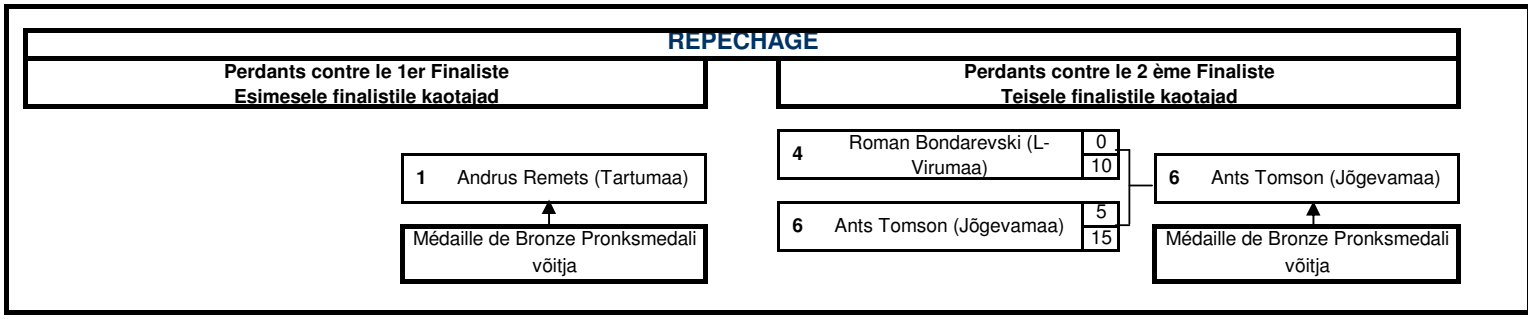 REPECHAGE
Perdants contre le 1er Finaliste
Esimesele finalistile kaotajad
Perdants contre le 2 ème Finaliste
Teisele finalistile kaotajad
1 Andrus Remets (Tartumaa)
Médaille de Bronze Pronksmedali
võitja
4 Roman Bondarevski (L-
Virumaa)
0
10
6 Ants Tomson (Jõgevamaa)
5
15
6 Ants Tomson (Jõgevamaa)
Médaille de Bronze Pronksmedali
võitja